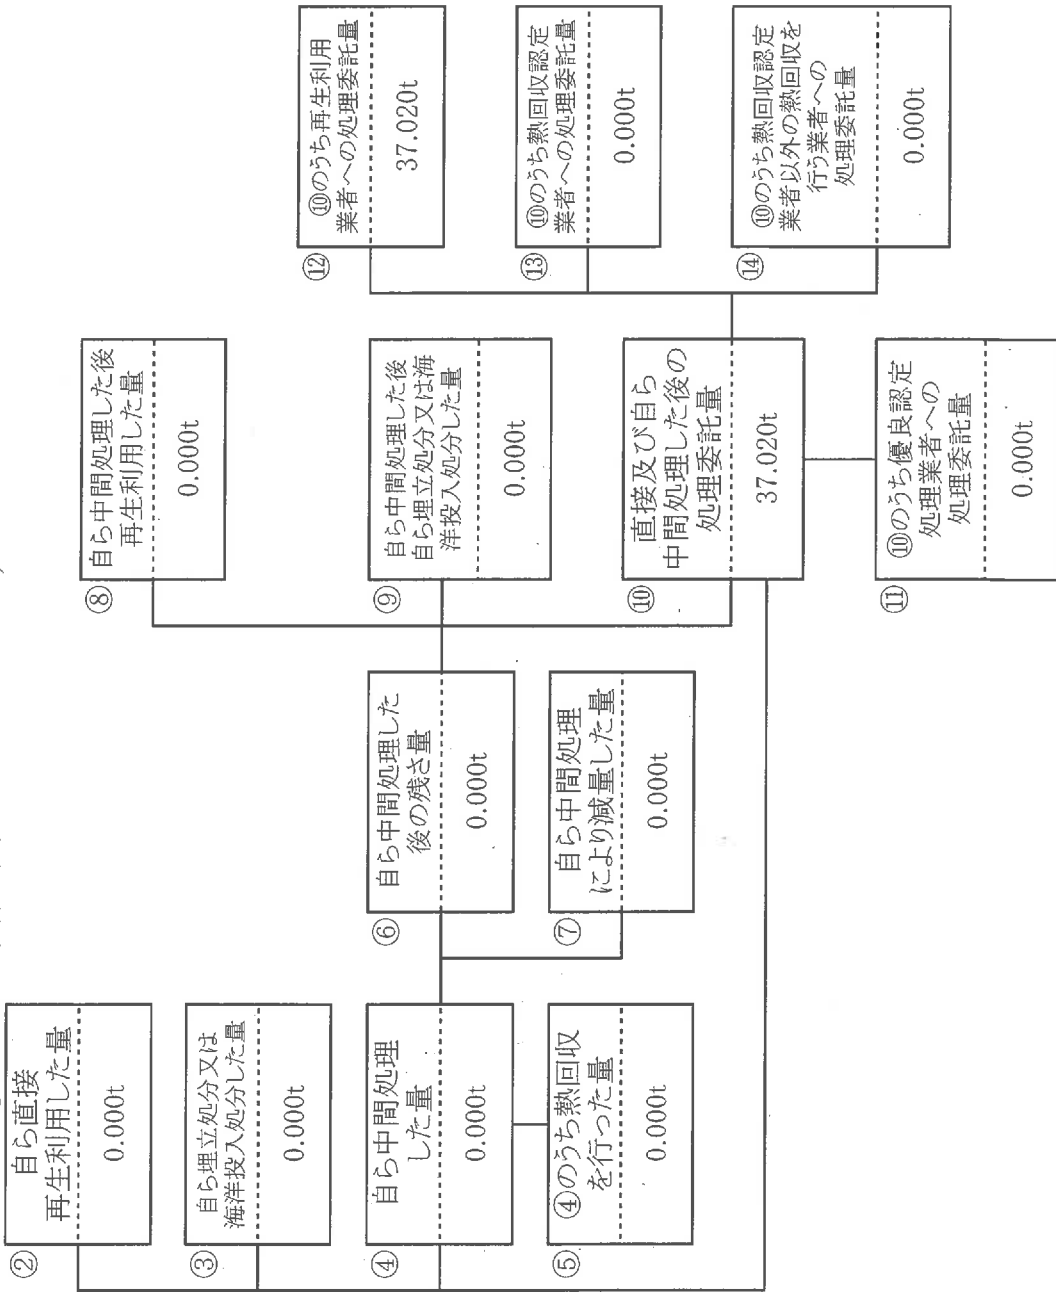 ②
自ら直接
再生利用した量
0.000t
③
自ら埋立処分又は
海洋投入処分した量
0.000t
④
自ら中間処理
した量
0.000t
⑤
④のうち熱回収
を行った量
0.000t
⑥
自ら中間処理した
後の残さ量
0.000t
⑦
自ら中間処理
により減量した量
0.000t
⑧
自ら中間処理した後
再生利用した量
0.000t
⑨
自ら中間処理した後
自ら埋立処分又は海
洋投入処分した量
0.000t
⑩
直接及び自ら
中間処理した後の
処理委託量
37.020t
⑪
⑩のうち優良認定
処理業者への
処理委託量
0.000t
⑫
⑩のうち再生利用
業者への処理委託量
37.020t
⑬
⑩のうち熱回収認定
業者への処理委託量
0.000t
⑭
⑩のうち熱回収認定
業者以外の熱回収を
行う業者への
処理委託量
0.000t